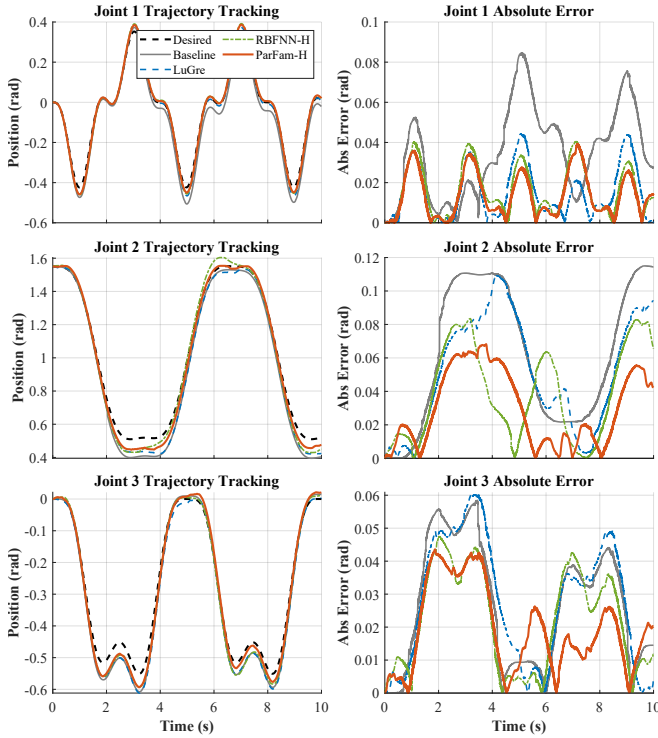 Joint 1 Trajectory Tracking
0.4
0.2
0
-0.2
-0.4
0.6
Position (rad)
Desired
Baseline
LuGre
RBFNN-H
ParFam-H
Joint 1 Absolute Error
0.1
0.08
0.06
0.04
0.02
0
Abs Error (rad)
Joint 2 Trajectory Tracking
1.6
1.4
1.2
1
0.8
0.6
0.4
Position (rad)
Joint 2 Absolute Error
0.12
0.1
0.08
0.06
0.04
0.02
0
Abs Error (rad)
Joint 3 Trajectory Tracking
0
-0.1
-0.2
-0.3
-0.4
-0.5
-0.6
Position (rad)
0 2 4 6 8 10
Time (s)
Joint 3 Absolute Error
0.06
0.05
0.04
0.03
0.02
0.01
0
Abs Error (rad)
0 2 4 6 8 10
Time (s)